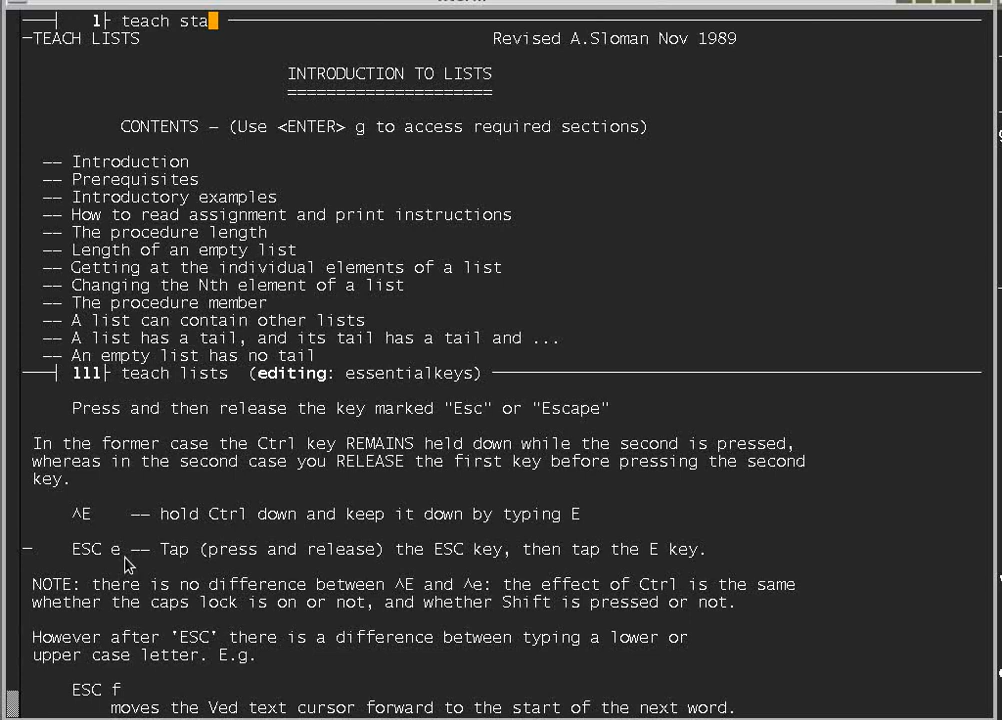 1 teach sta
TEACH LISTS Revised A.Sloman Nov 1989
INTRODUCTION TO LISTS
=====================
CONTENTS - (Use <ENTER> g to access required sections)
-- Introduction
-- Prerequisites
-- Introductory examples
-- How to read assignment and print instructions
-- The procedure length
-- Length of an empty list
-- Getting at the individual elements of a list
-- Changing the Nth element of a list
-- The procedure member
-- A list can contain other lists
-- A list has a tail, and its tail has a tail and ...
-- An empty list has no tail
111 teach lists (editing: essentialkeys)
Press and then release the key marked "Esc" or "Escape"
In the former case the Ctrl key REMAINS held down while the second is pressed,
whereas in the second case you RELEASE the first key before pressing the second
key.
^E -- hold Ctrl down and keep it down by typing E
ESC e -- Tap (press and release) the ESC key, then tap the E key.
NOTE: there is no difference between ^E and ^e: the effect of Ctrl is the same
whether the caps lock is on or not, and whether Shift is pressed or not.
However after 'ESC' there is a difference between typing a lower or
upper case letter. E.g.
ESC f
moves the Ved text cursor forward to the start of the next word.